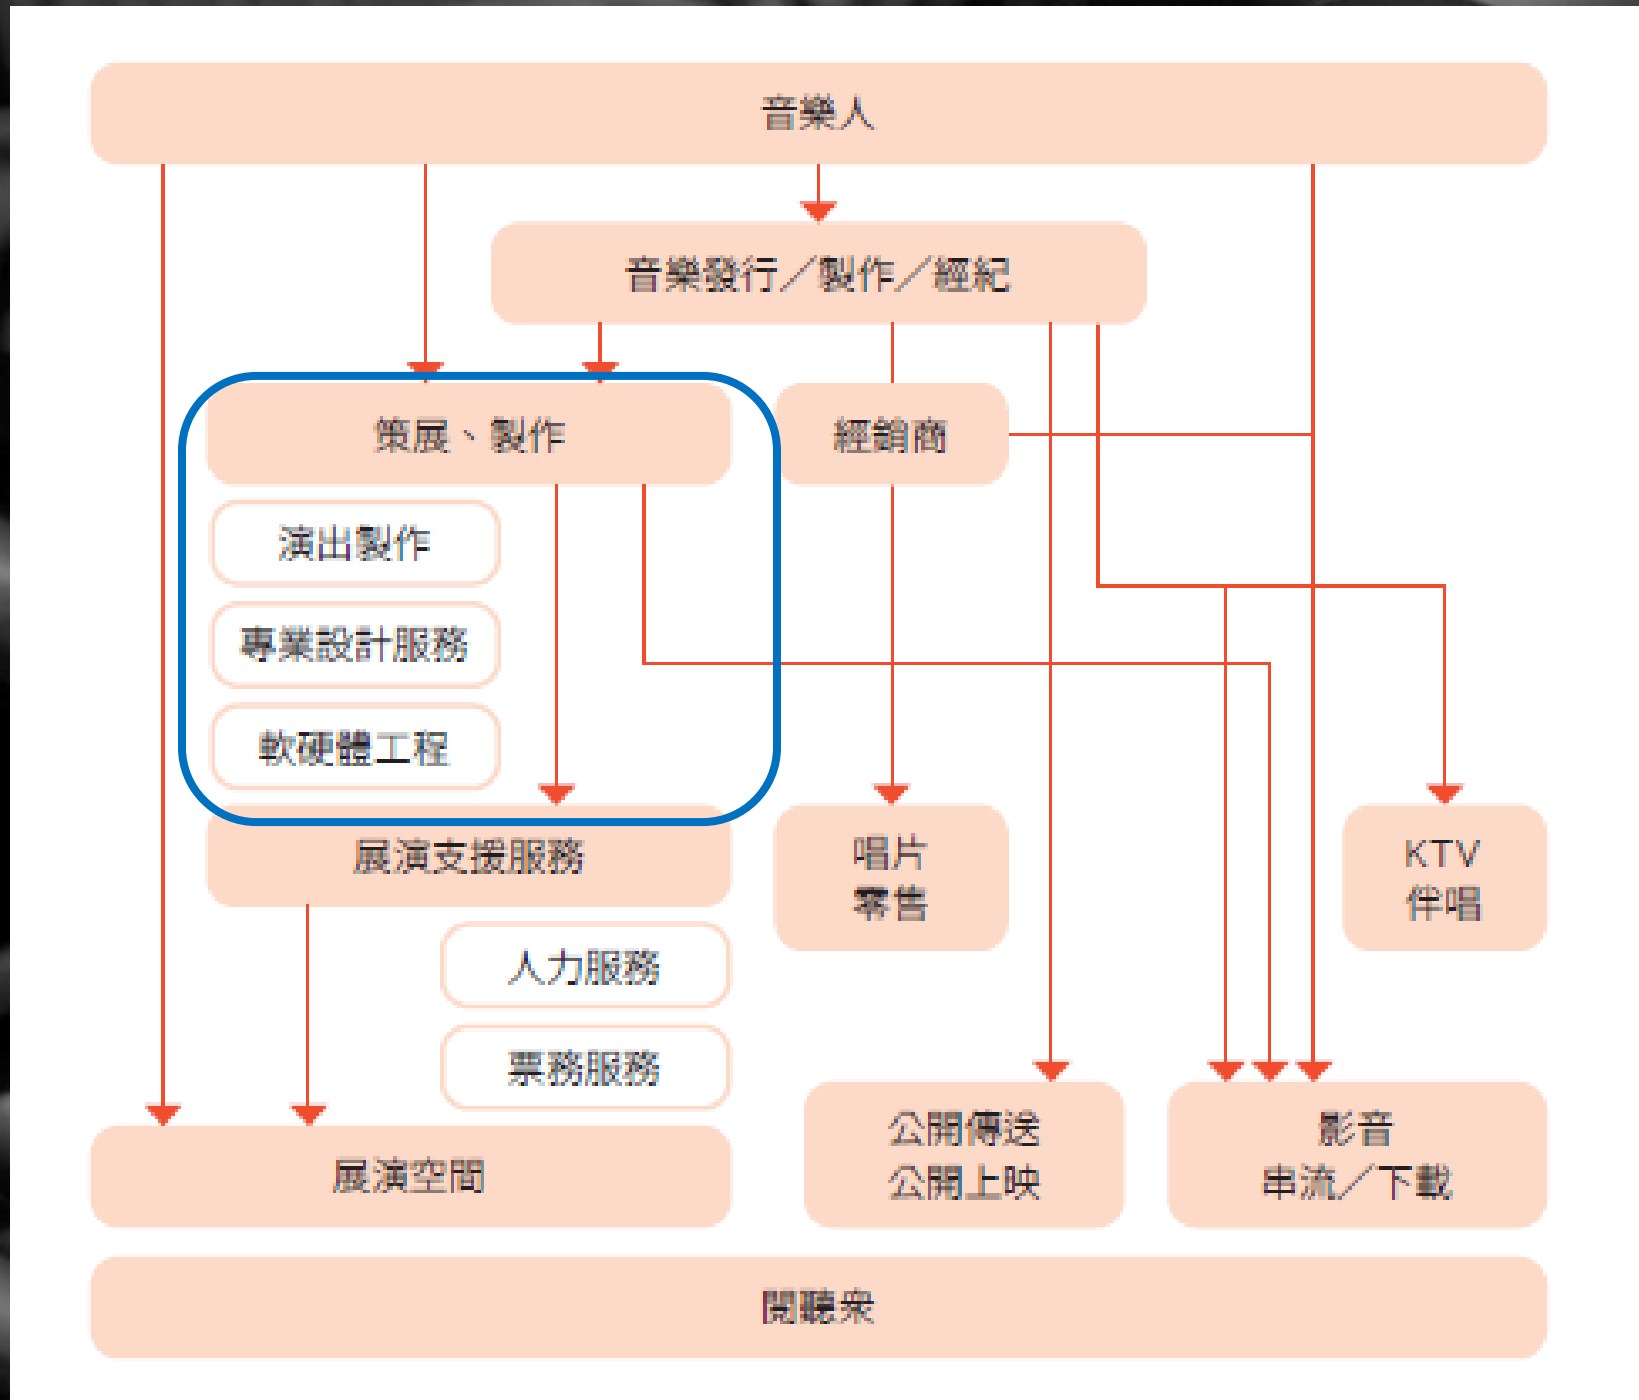 音樂人
音樂發行／製作／經紀
策展、製作
經銷商
演出製作
專業設計服務
軟硬體工程
展演支援服務
唱片
零售
KTV
伴唱
人力服務
票務服務
展演空間
公開傳送
公開上映
影音
串流／下載
閱聽衆